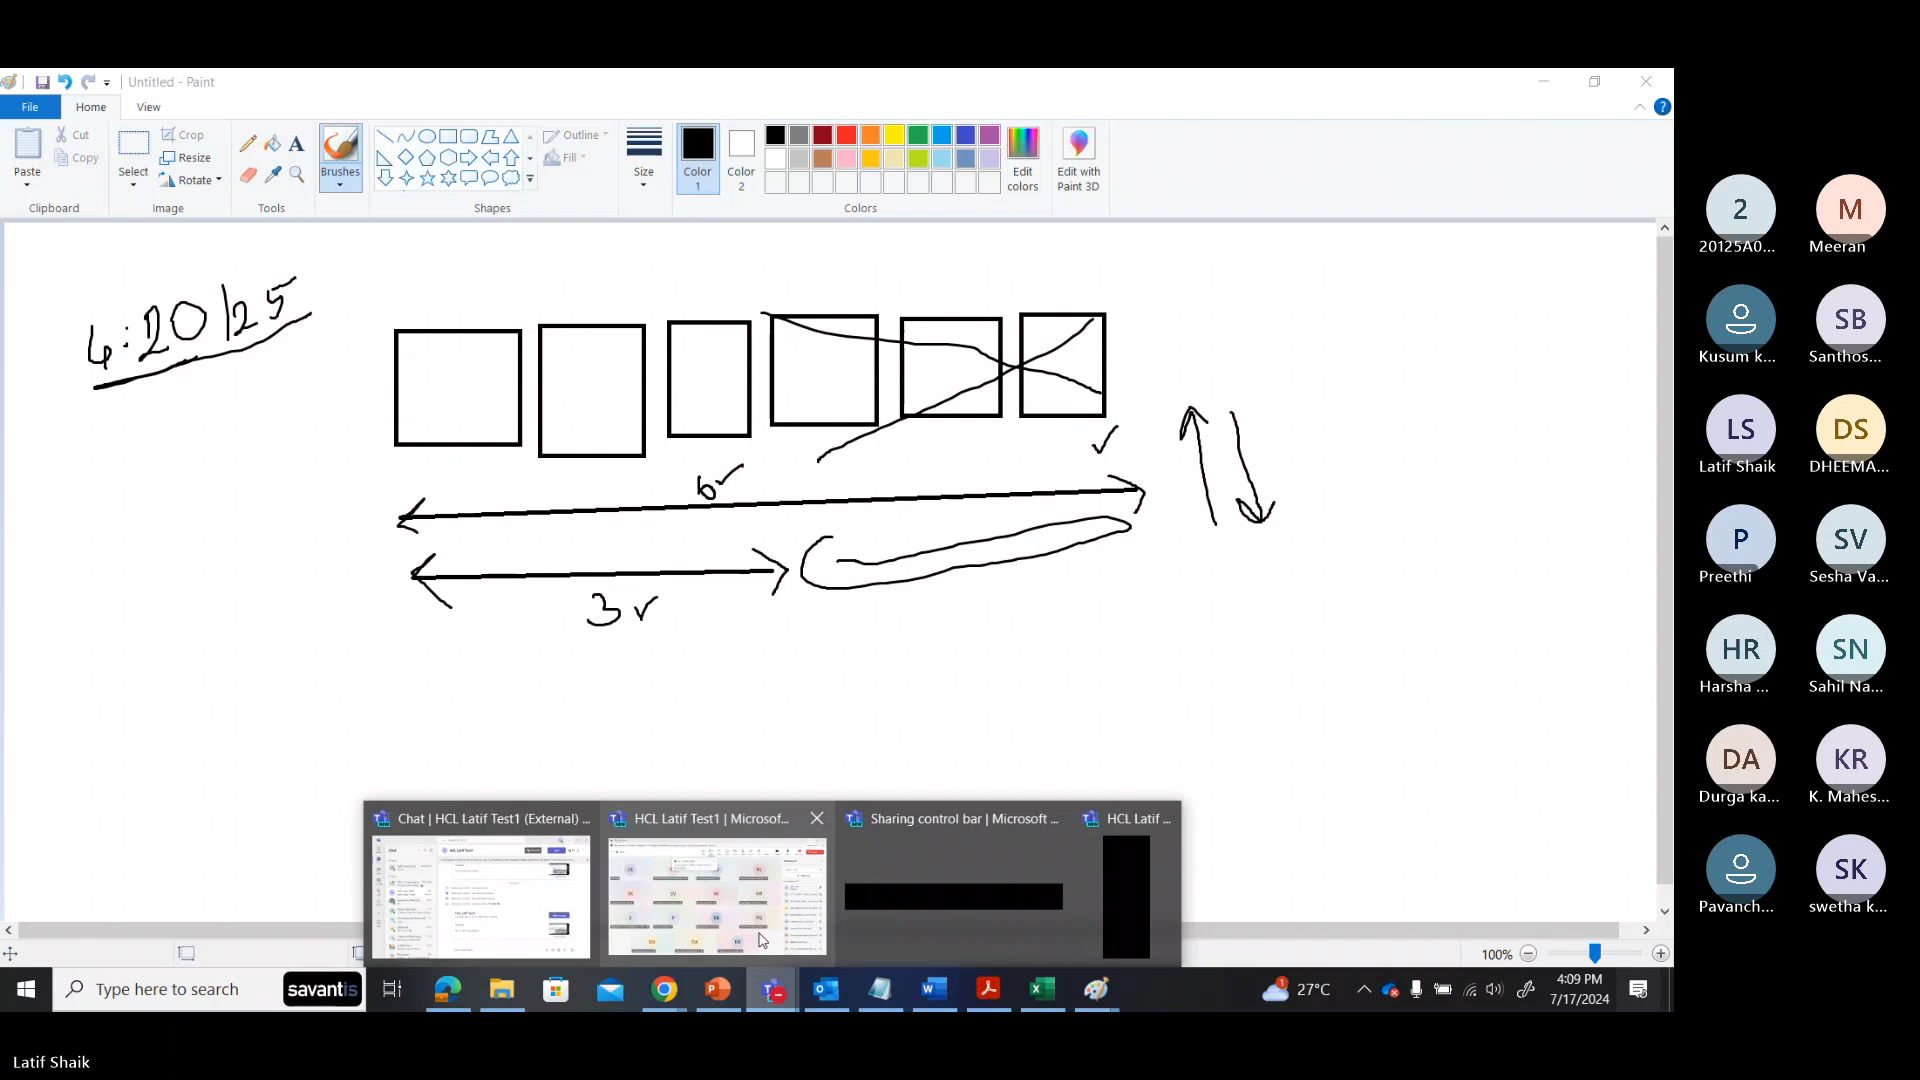 Untitled - Paint
File
Home
View
Paste
Cut
Copy
Clipboard
Select
Crop
Resize
Rotate
Image
Tools
Brushes
Shapes
Outline
Fill
Size
Color 1
Color 2
Edit colors
Edit with Paint 3D
Colors
4:20/25
6✓
✓
3✓
20125A0...
Meeran
Kusum k...
SB
Santhos...
LS
Latif Shaik
DS
DHEEMA...
P
Preethi
SV
Sesha Va...
HR
Harsha ...
SN
Sahil Na...
DA
Durga ka...
KR
K. Mahes...
Pavanch...
SK
swetha k...
2
M
Chat | HCL Latif Test1 (External) ...
HCL Latif Test1 | Microsof...
Sharing control bar | Microsoft ...
HCL Latif ...
100%
Type here to search
savantis
27°C
4:09 PM
7/17/2024
Latif Shaik